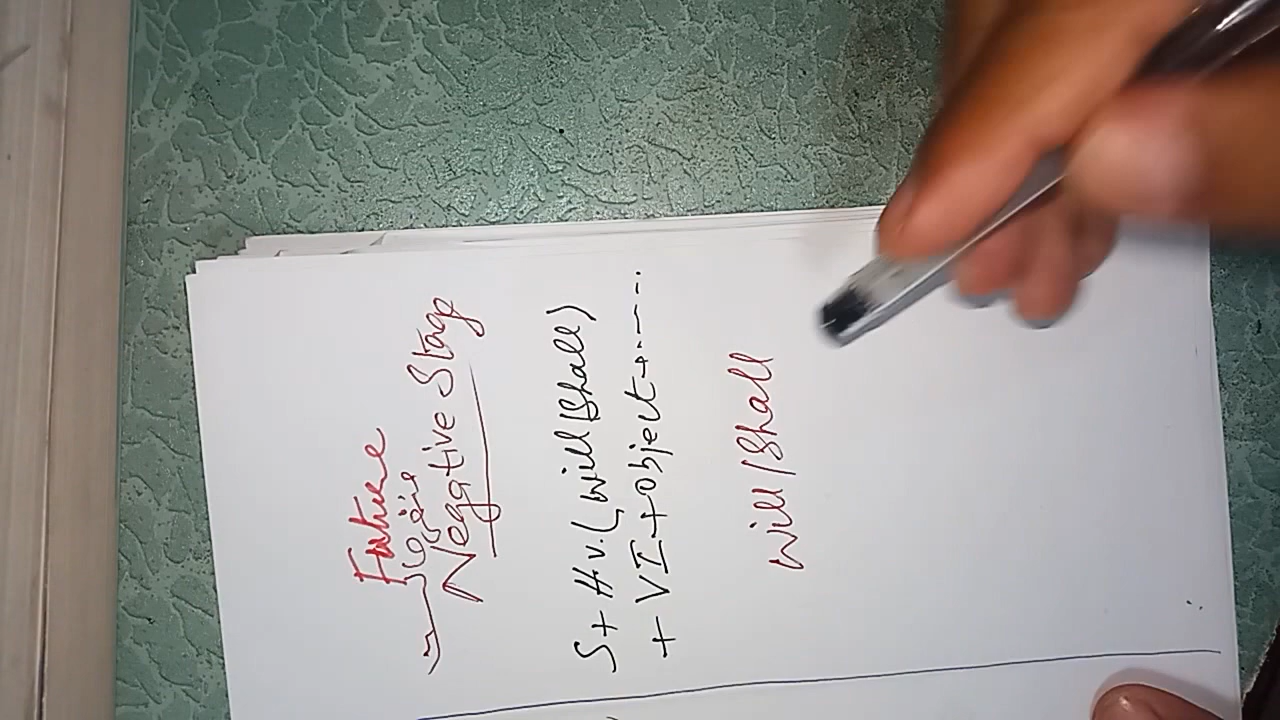 Future
Negative Stage
S + H.v. (will/Shall)
+ VI + object + -----
will/Shall